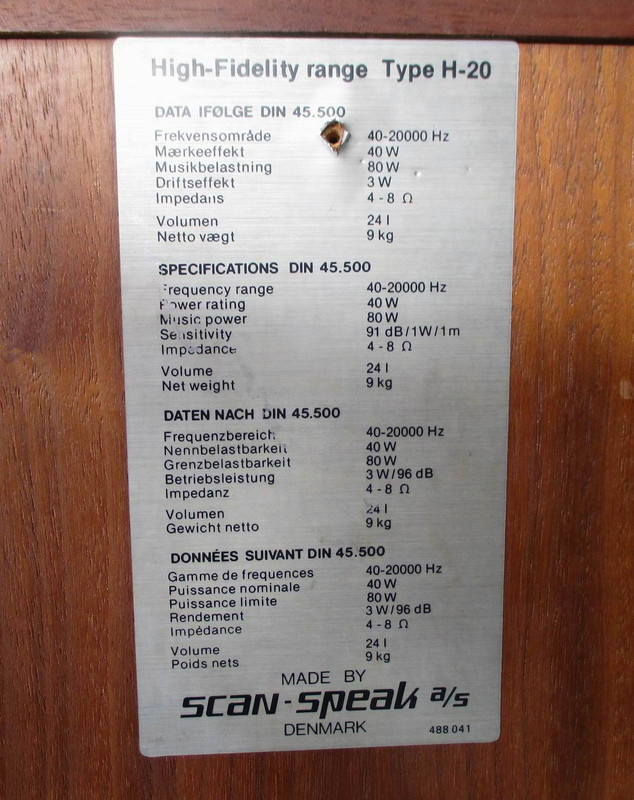 High-Fidelity range Type H-20
DATA IFØLGE DIN 45.500
Frekvensområde 40-20000 Hz
Mærkeeffekt 40 W
Musikbelastning 80 W
Driftseffekt 3 W
Impedans 4 - 8 Ω
Volumen 24 l
Netto vægt 9 kg
SPECIFICATIONS DIN 45.500
Frequency range 40-20000 Hz
Power rating 40 W
Music power 80 W
Sensitivity 91 dB/1W/1m
Impedance 4 - 8 Ω
Volume 24 l
Net weight 9 kg
DATEN NACH DIN 45.500
Frequenzbereich 40-20000 Hz
Nennbelastbarkeit 40 W
Grenzbelastbarkeit 80 W
Betriebsleistung 3 W/96 dB
Impedanz 4 - 8 Ω
Volumen 24 l
Gewicht netto 9 kg
DONNÉES SUIVANT DIN 45.500
Gamme de frequences 40-20000 Hz
Puissance nominale 40 W
Puissance limite 80 W
Rendement 3 W/96 dB
Impédance 4 - 8 Ω
Volume 24 l
Poids nets 9 kg
MADE BY
scan-speak a/s
DENMARK 488 041